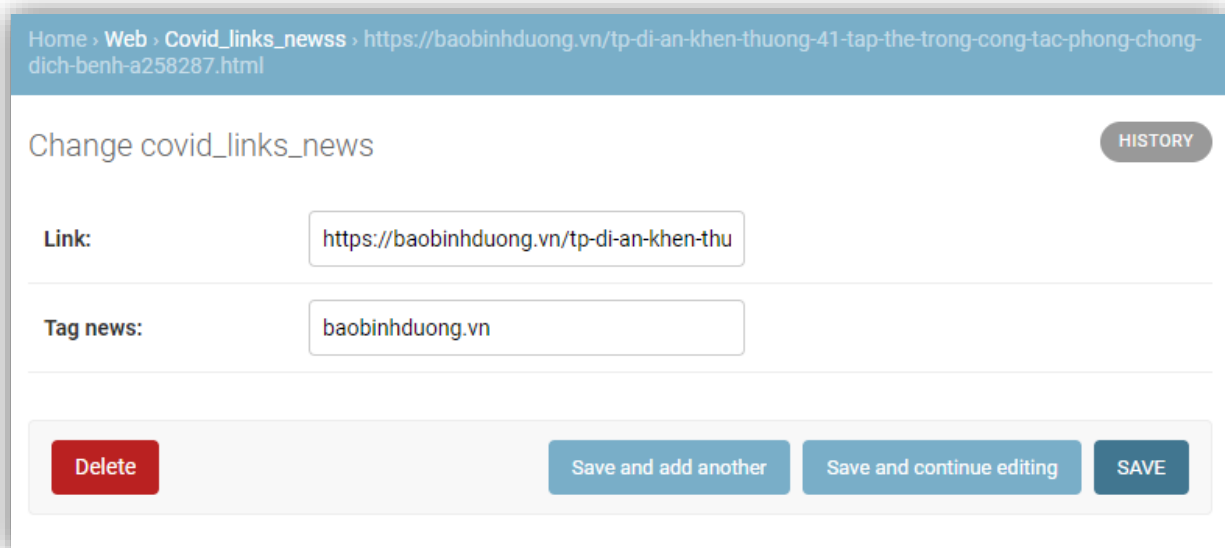 Home › Web › Covid_links_newss › https://baobinhduong.vn/tp-di-an-khen-thuong-41-tap-the-trong-cong-tac-phong-chong-
dich-benh-a258287.html
Change covid_links_news
HISTORY
Link:
https://baobinhduong.vn/tp-di-an-khen-thu
Tag news:
baobinhduong.vn
Delete
Save and add another
Save and continue editing
SAVE